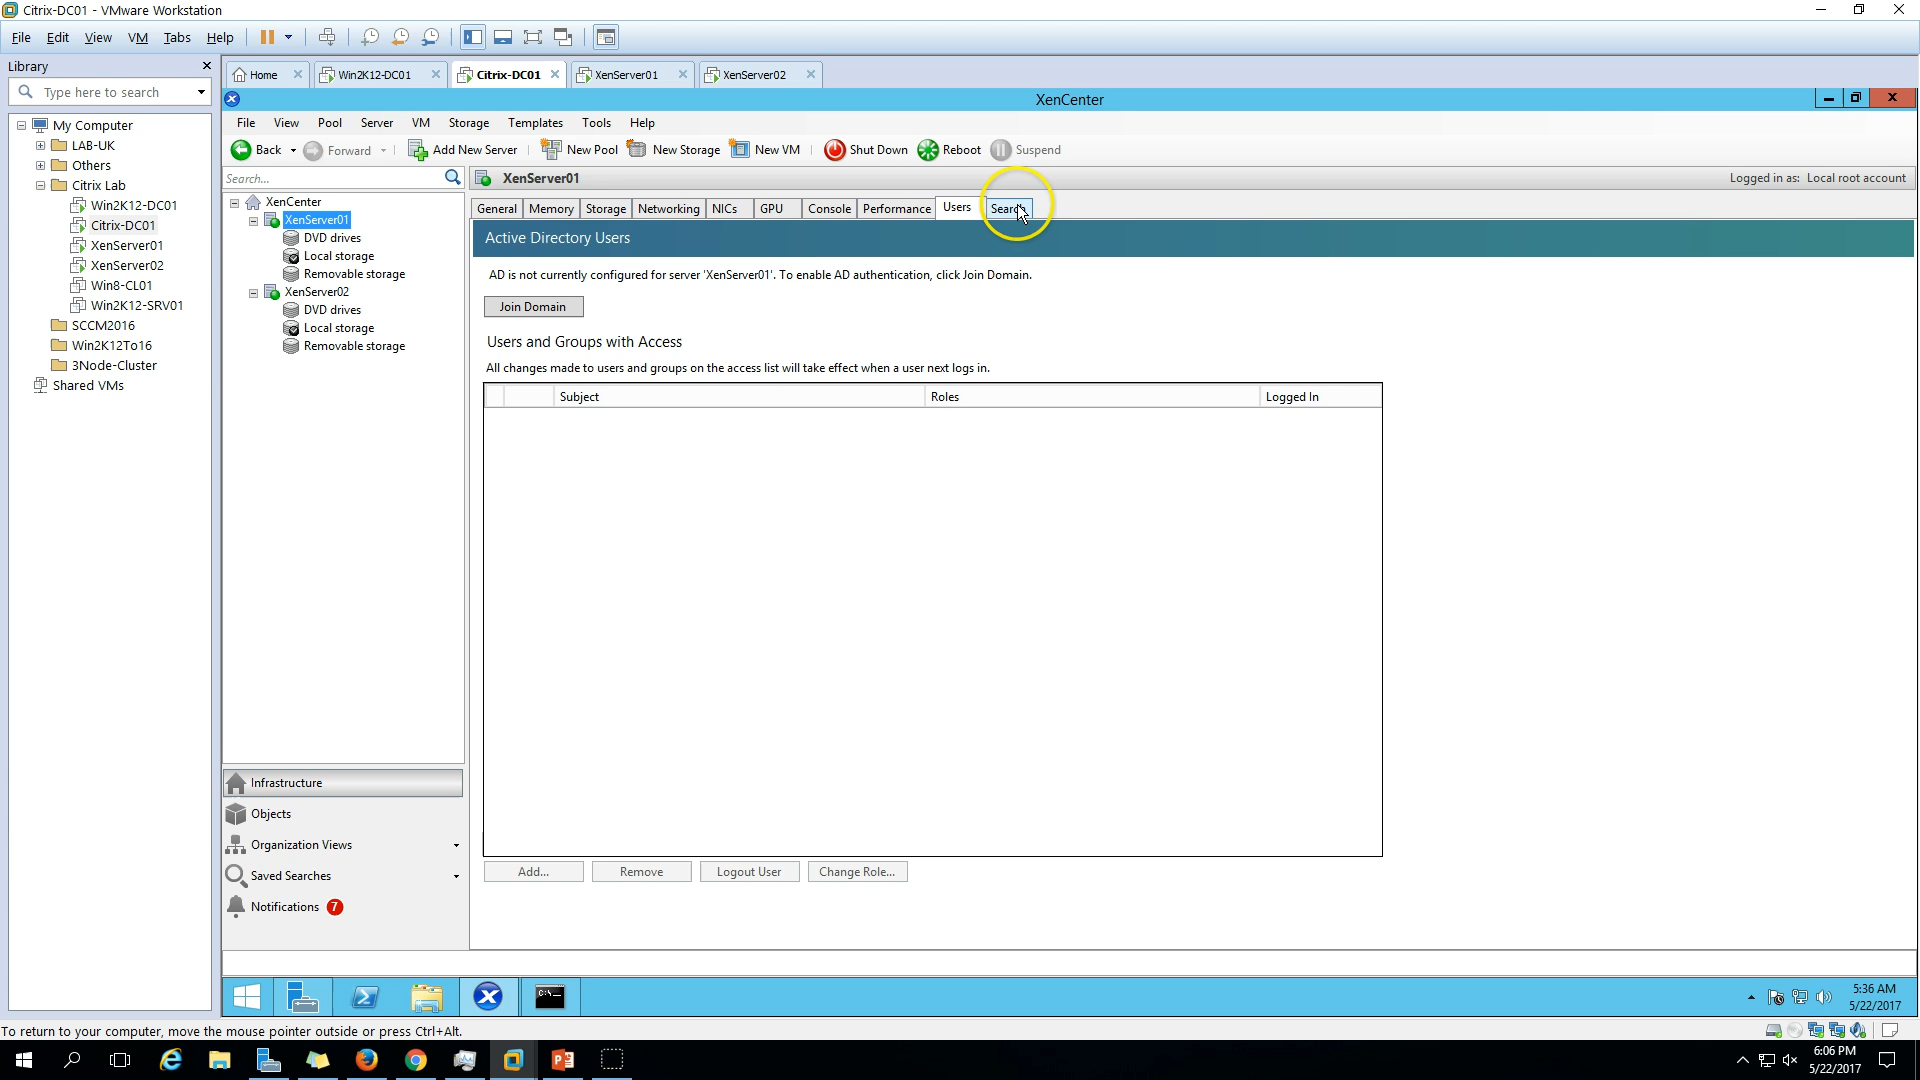 Citrix-DC01 - VMware Workstation
File Edit View VM Tabs Help
Library
Type here to search
My Computer
LAB-UK
Others
Citrix Lab
Win2K12-DC01
Citrix-DC01
XenServer01
XenServer02
Win8-CL01
Win2K12-SRV01
SCCM2016
Win2K12To16
3Node-Cluster
Shared VMs
Home Win2K12-DC01 Citrix-DC01 XenServer01 XenServer02
XenCenter
File View Pool Server VM Storage Templates Tools Help
Back Forward Add New Server New Pool New Storage New VM Shut Down Reboot Suspend
Search...
XenCenter
XenServer01
DVD drives
Local storage
Removable storage
XenServer02
DVD drives
Local storage
Removable storage
Infrastructure
Objects
Organization Views
Saved Searches
Notifications 7
XenServer01 Logged in as: Local root account
General Memory Storage Networking NICs GPU Console Performance Users Search
Active Directory Users
AD is not currently configured for server 'XenServer01'. To enable AD authentication, click Join Domain.
Join Domain
Users and Groups with Access
All changes made to users and groups on the access list will take effect when a user next logs in.
Subject Roles Logged In
Add... Remove Logout User Change Role...
5:36 AM
5/22/2017
To return to your computer, move the mouse pointer outside or press Ctrl+Alt.
6:06 PM
5/22/2017